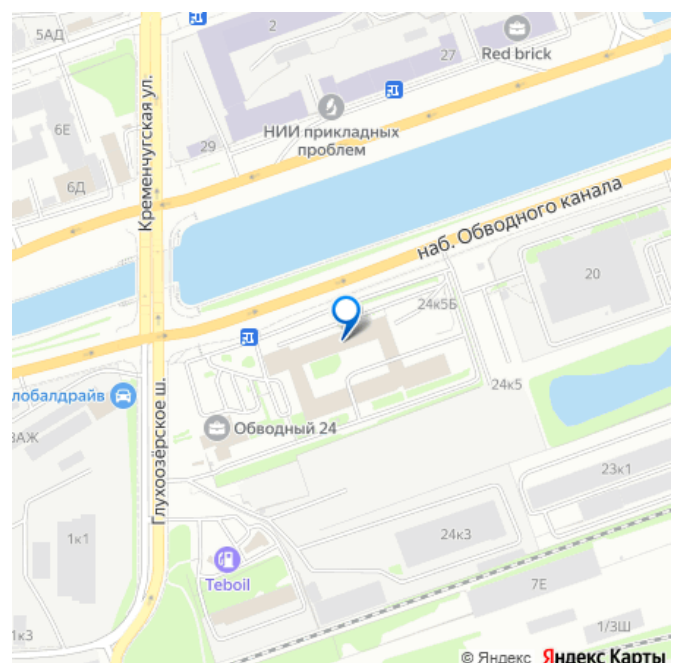 5АД
2
Red brick
27
6Е
НИИ прикладных
проблем
29
6Д
Кременчугская ул.
наб. Обводного канала
20
24к5Б
лобалдрайв
24к5
Обводный 24
ВАЖ
Глухоозёрское ш.
23к1
1к1
24к3
Teboil
7Е
1/3Ш
1к3
© Яндекс Яндекс Карты